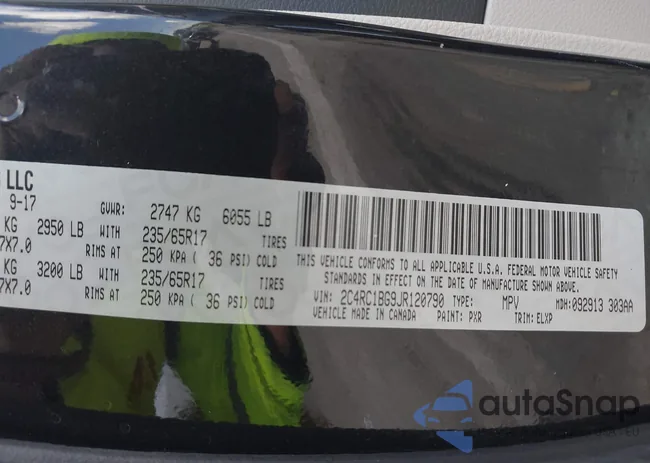 LLC
9-17 GVWR: 2747 KG 6055 LB
KG 2950 LB WITH 235/65R17 TIRES
7X7.0 RIMS AT 250 KPA ( 36 PSI) COLD
KG 3200 LB WITH 235/65R17 TIRES
7X7.0 RIMS AT 250 KPA ( 36 PSI) COLD
THIS VEHICLE CONFORMS TO ALL APPLICABLE U.S.A. FEDERAL MOTOR VEHICLE SAFETY
STANDARDS IN EFFECT ON THE DATE OF MANUFACTURE SHOWN ABOVE.
VIN: 2C4RC1BG9JR120790 TYPE: MPV MDH:092913 303AA
VEHICLE MADE IN CANADA PAINT: PXR TRIM: ELXP
autoSnap